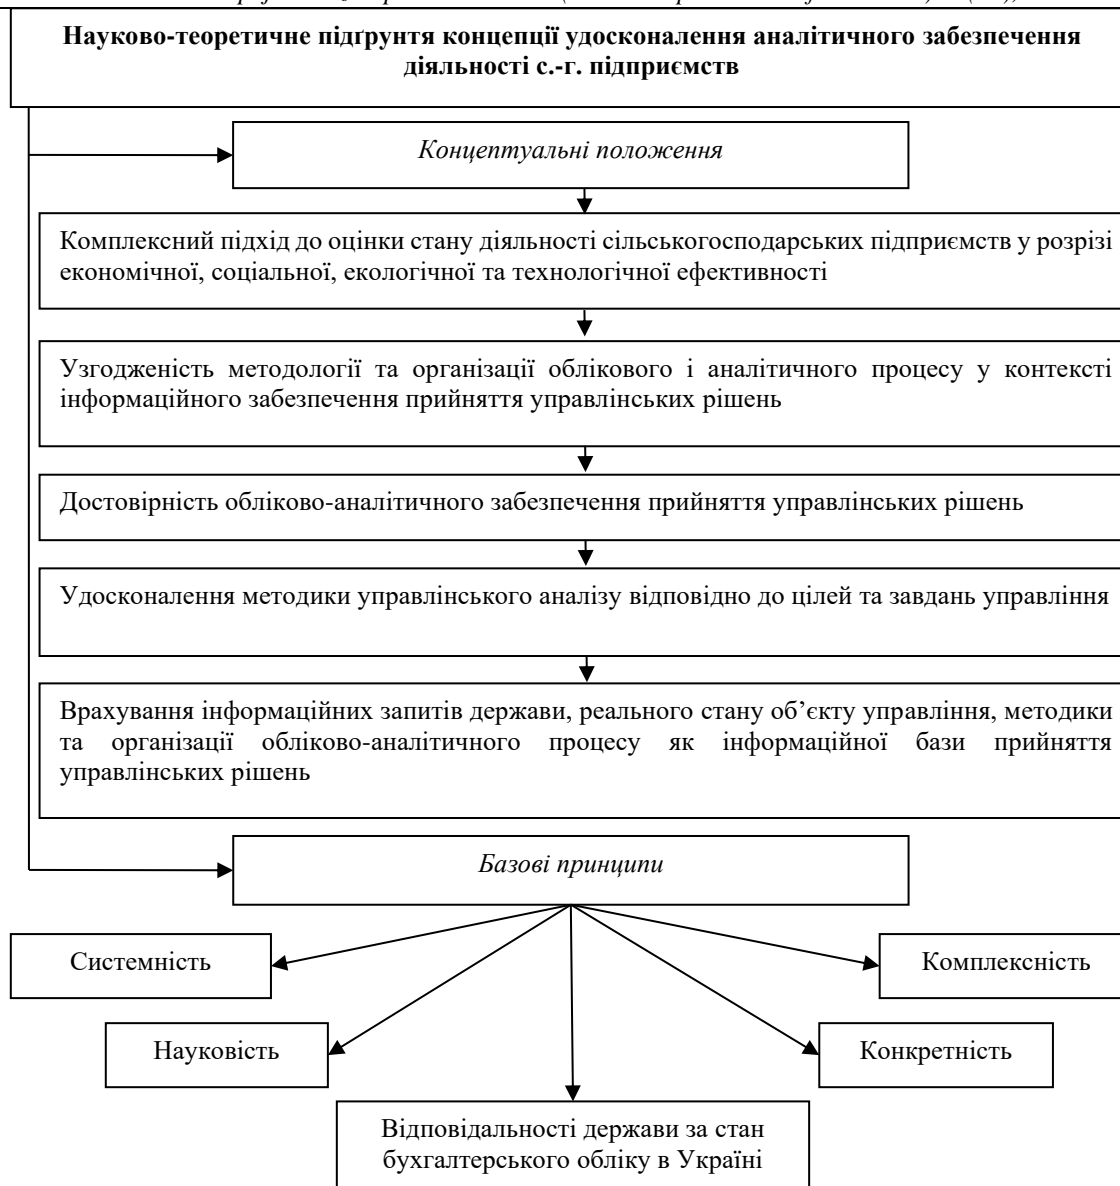 Науково-теоретичне підґрунтя концепції удосконалення аналітичного забезпечення
діяльності с.-г. підприємств
Концептуальні положення
Комплексний підхід до оцінки стану діяльності сільськогосподарських підприємств у розрізі
економічної, соціальної, екологічної та технологічної ефективності
Узгодженість методології та організації облікового і аналітичного процесу у контексті
інформаційного забезпечення прийняття управлінських рішень
Достовірність обліково-аналітичного забезпечення прийняття управлінських рішень
Удосконалення методики управлінського аналізу відповідно до цілей та завдань управління
Врахування інформаційних запитів держави, реального стану об’єкту управління, методики
та організації обліково-аналітичного процесу як інформаційної бази прийняття
управлінських рішень
Базові принципи
Системність
Комплексність
Науковість
Конкретність
Відповідальності держави за стан
бухгалтерського обліку в Україні